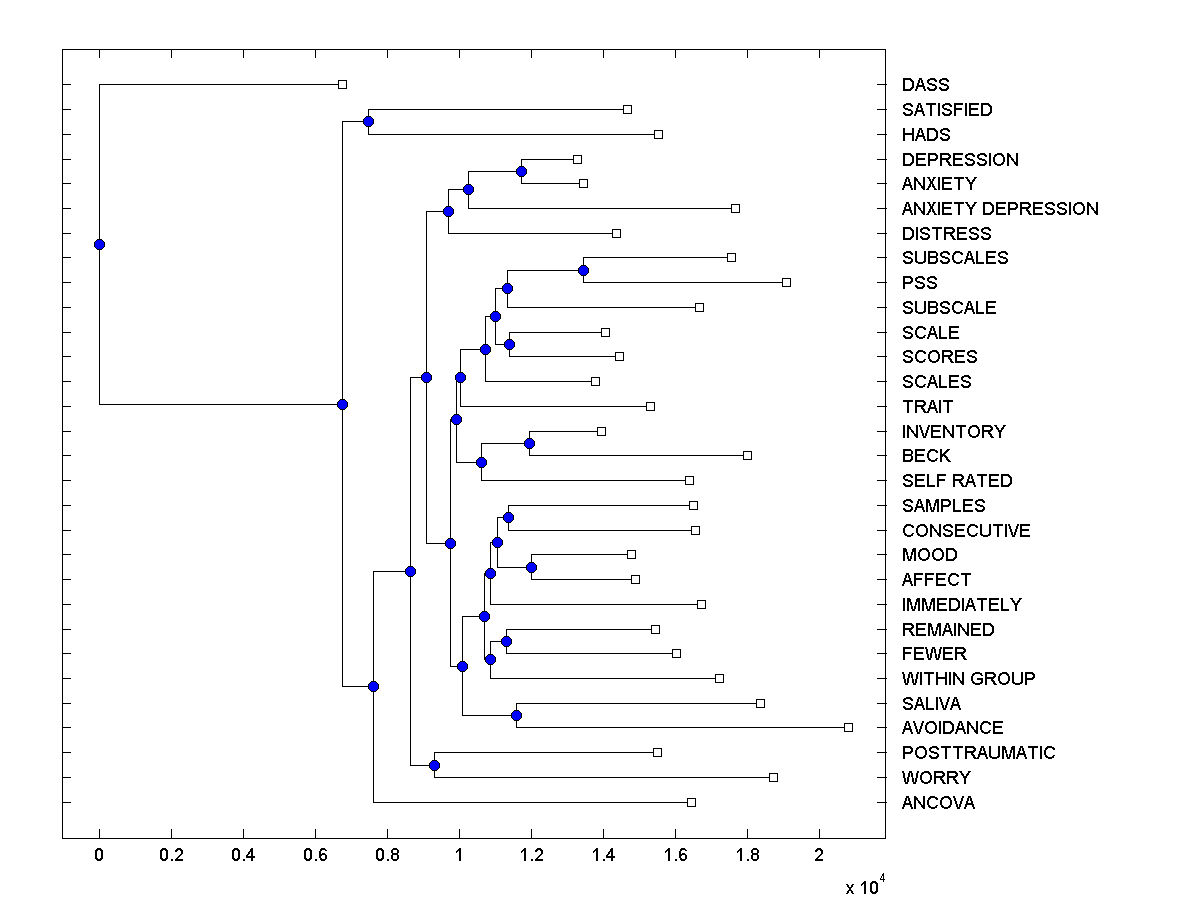 DASS
SATISFIED
HADS
DEPRESSION
ANXIETY
ANXIETY DEPRESSION
DISTRESS
SUBSCALES
PSS
SUBSCALE
SCALE
SCORES
SCALES
TRAIT
INVENTORY
BECK
SELF RATED
SAMPLES
CONSECUTIVE
MOOD
AFFECT
IMMEDIATELY
REMAINED
FEWER
WITHIN GROUP
SALIVA
AVOIDANCE
POSTTRAUMATIC
WORRY
ANCOVA
0 0.2 0.4 0.6 0.8 1 1.2 1.4 1.6 1.8 2
x 10^4